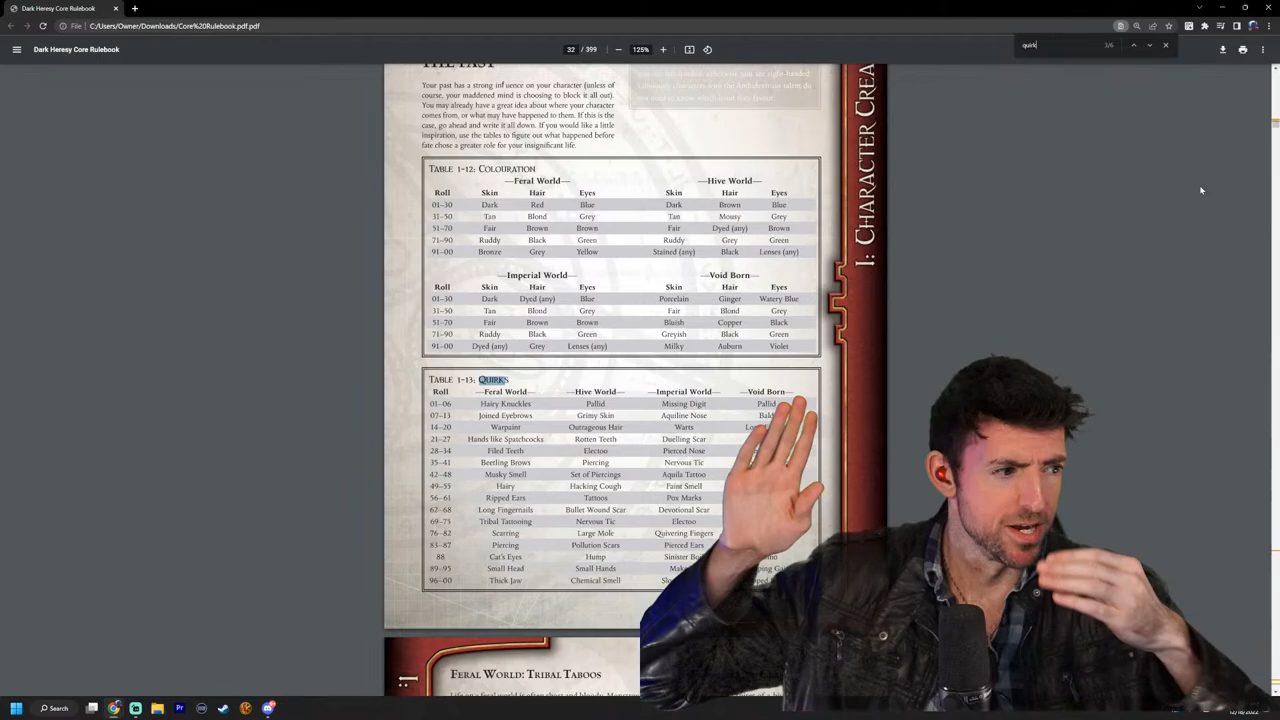 Dark Heresy Core Rulebook
File C:/Users/Owner/Downloads/Core%20Rulebook.pdf.pdf
Dark Heresy Core Rulebook
32 / 399
125%
quirk
3/6
Your past has a strong influence on your character (unless of
course, your maddened mind is choosing to block it all out).
You may already have a great idea about where your character
comes from, or what may have happened to them. If this is the
case, go ahead and write it all down. If you would like a little
inspiration, use the tables to figure out what happened before
fate chose a greater role for your insignificant life.
I: CHARACTER CREA
TABLE 1-12: COLOURATION
—Feral World— —Hive World—
Roll Skin Hair Eyes Skin Hair Eyes
01–30 Dark Red Blue Dark Brown Blue
31–50 Tan Blond Grey Tan Mousy Grey
51–70 Fair Brown Brown Fair Dyed (any) Brown
71–90 Ruddy Black Green Ruddy Grey Green
91–00 Bronze Grey Yellow Stained (any) Black Lenses (any)
—Imperial World— —Void Born—
Roll Skin Hair Eyes Skin Hair Eyes
01–30 Dark Dyed (any) Blue Porcelain Ginger Watery Blue
31–50 Tan Blond Grey Fair Blond Grey
51–70 Fair Brown Brown Bluish Copper Black
71–90 Ruddy Black Green Greyish Black Green
91–00 Dyed (any) Grey Lenses (any) Milky Auburn Violet
TABLE 1-13: QUIRKS
Roll —Feral World— —Hive World— —Imperial World— —Void Born—
01–06 Hairy Knuckles Pallid Missing Digit Pallid
07–13 Joined Eyebrows Grimy Skin Aquiline Nose Bald
14–20 Warpaint Outrageous Hair Warts
21–27 Hands like Spatchcocks Rotten Teeth Duelling Scar
28–34 Filed Teeth Electoo Pierced Nose
35–41 Beetling Brows Piercing Nervous Tic
42–48 Musky Smell Set of Piercings Aquila Tattoo
49–55 Hairy Hacking Cough Faint Smell
56–61 Ripped Ears Tattoos Pox Marks
62–68 Long Fingernails Bullet Wound Scar Devotional Scar
69–75 Tribal Tattooing Nervous Tic Electoo
76–82 Scarring Large Mole Quivering Fingers
83–87 Piercing Pollution Scars Pierced Ears
88 Cat's Eyes Hump Sinister
89–95 Small Head Small Hands
96–00 Thick Jaw Chemical Smell
FERAL WORLD: TRIBAL TABOOS
Search
12/18/2022